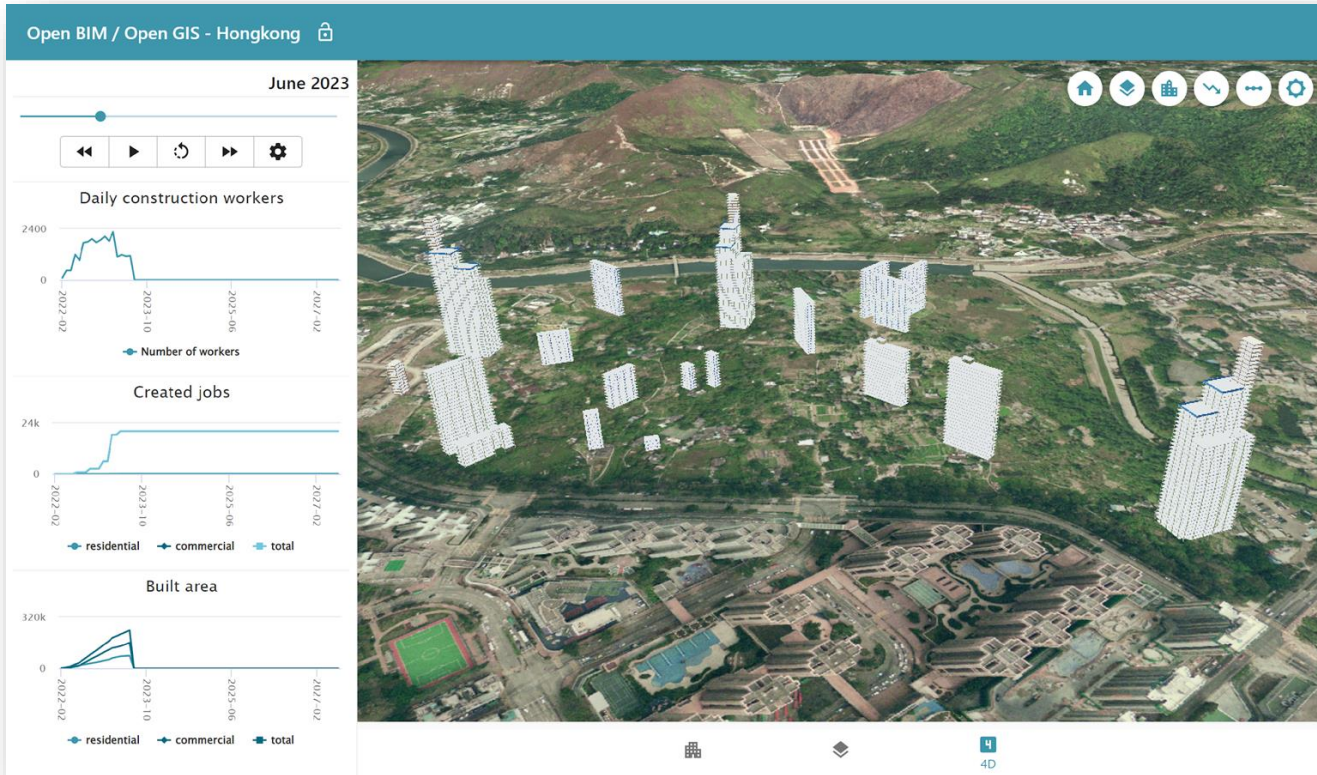 Open BIM / Open GIS - Hongkong
June 2023
Daily construction workers
2400
0
2022-02
2023-10
2025-06
2027-02
Number of workers
Created jobs
24k
0
2022-02
2023-10
2025-06
2027-02
residential commercial total
Built area
320k
0
2022-02
2023-10
2025-06
2027-02
residential commercial total
4
4D